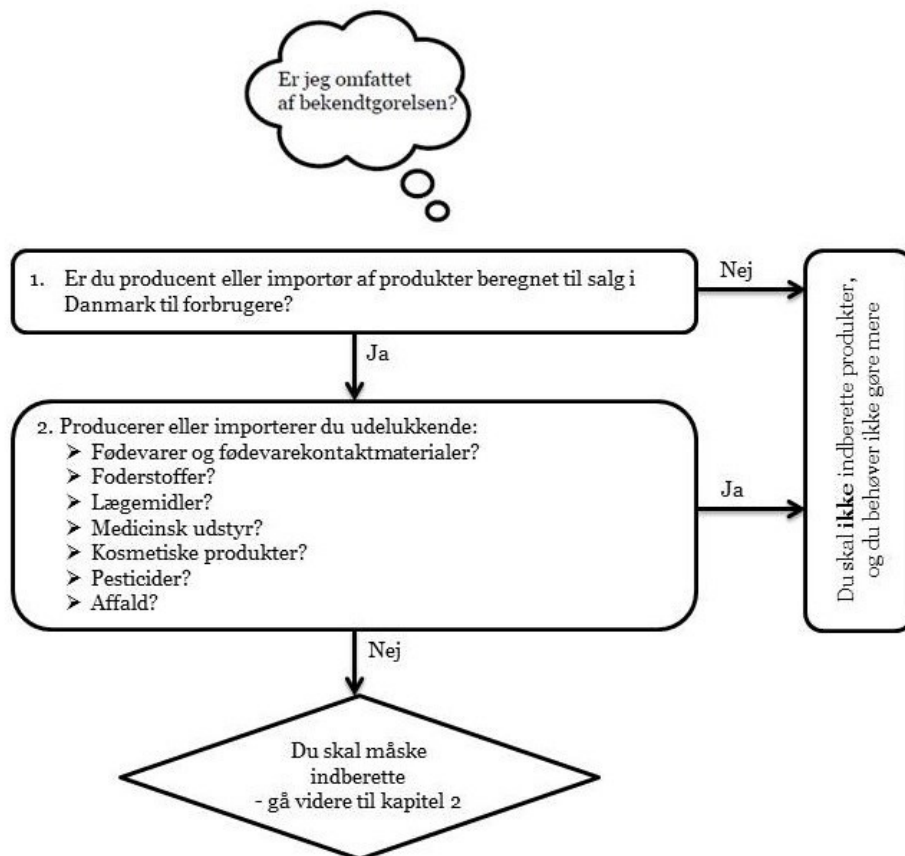 Er jeg omfattet
af bekendtgørelsen?
1. Er du producent eller importør af produkter beregnet til salg i
Danmark til forbrugere?
Nej
Ja
2. Producerer eller importerer du udelukkende:
➢ Fødevarer og fødevarekontaktmaterialer?
➢ Foderstoffer?
➢ Lægemidler?
➢ Medicinsk udstyr?
➢ Kosmetiske produkter?
➢ Pesticider?
➢ Affald?
Ja
Nej
Du skal ikke indberette produkter,
og du behøver ikke gøre mere
Du skal måske
indberette
- gå videre til kapitel 2